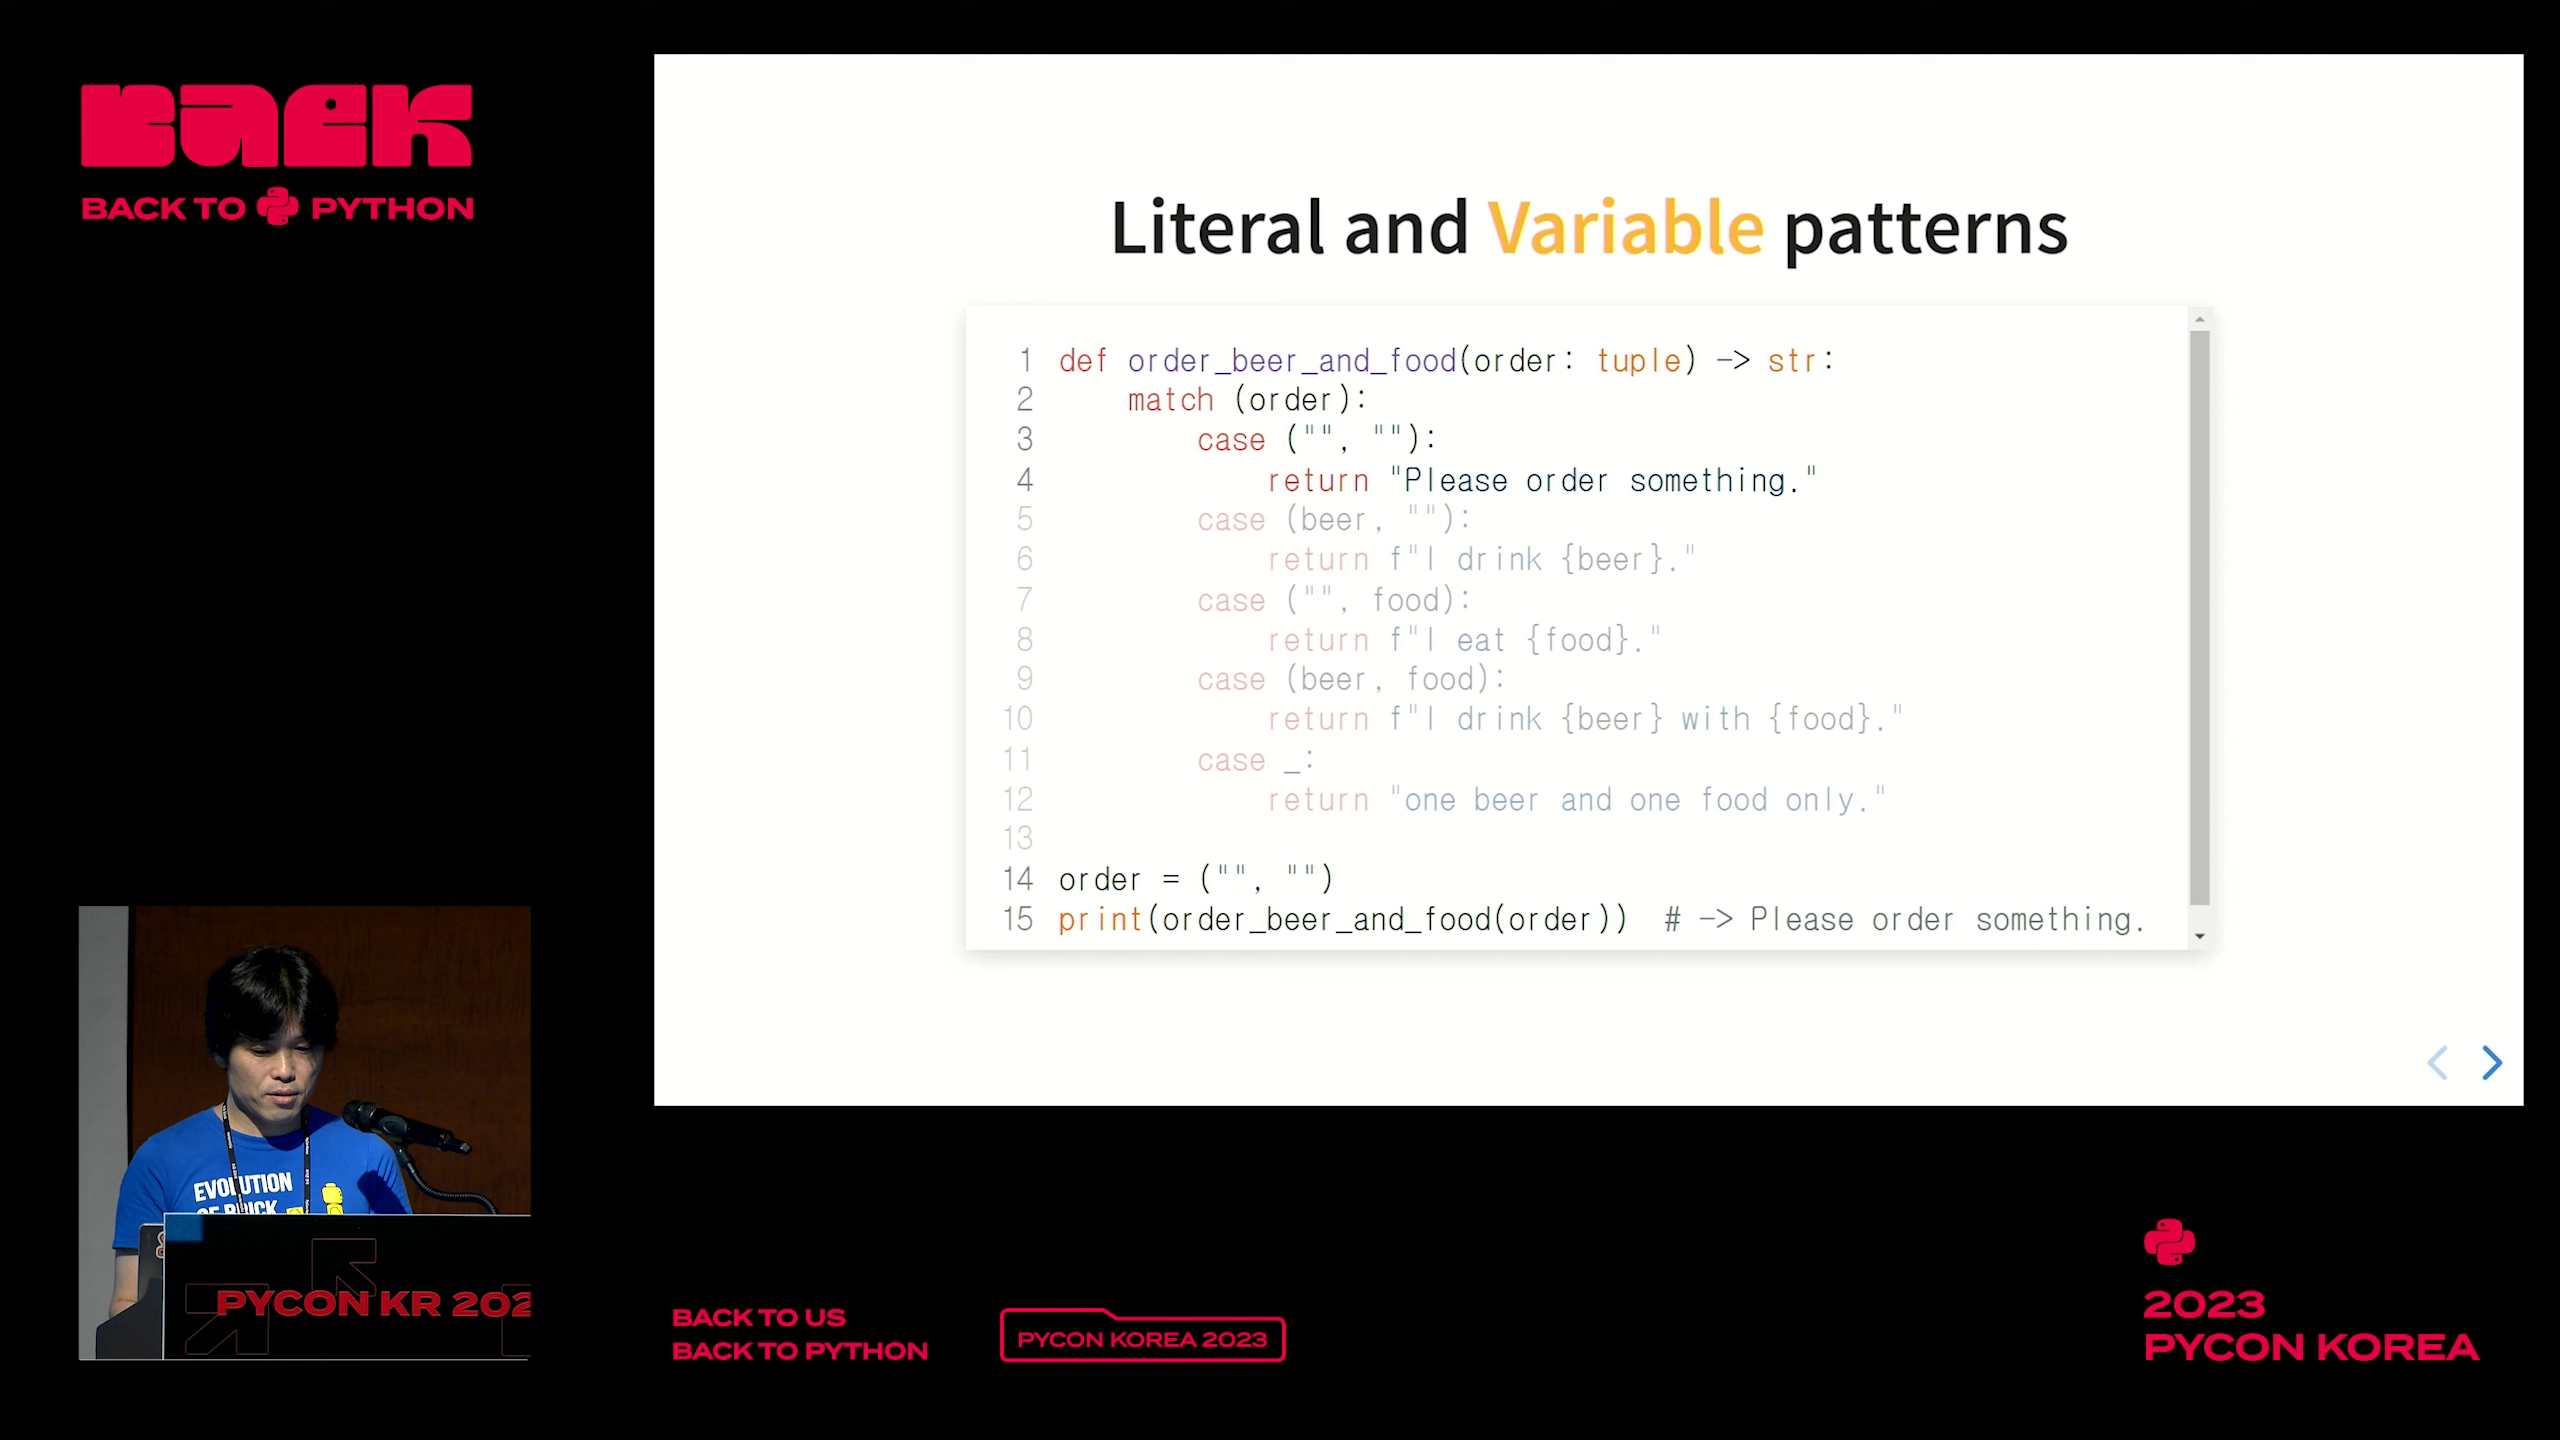 BACK
BACK TO PYTHON
Literal and Variable patterns
1 def order_beer_and_food(order: tuple) -> str:
2     match (order):
3         case ("", ""):
4             return "Please order something."
5         case (beer, ""):
6             return f"I drink {beer}."
7         case ("", food):
8             return f"I eat {food}."
9         case (beer, food):
10             return f"I drink {beer} with {food}."
11         case _:
12             return "one beer and one food only."
13
14 order = ("", "")
15 print(order_beer_and_food(order))  # -> Please order something.
EVOLUTION
OF BRICK
PYCON KR 202
BACK TO US
BACK TO PYTHON
PYCON KOREA 2023
2023
PYCON KOREA